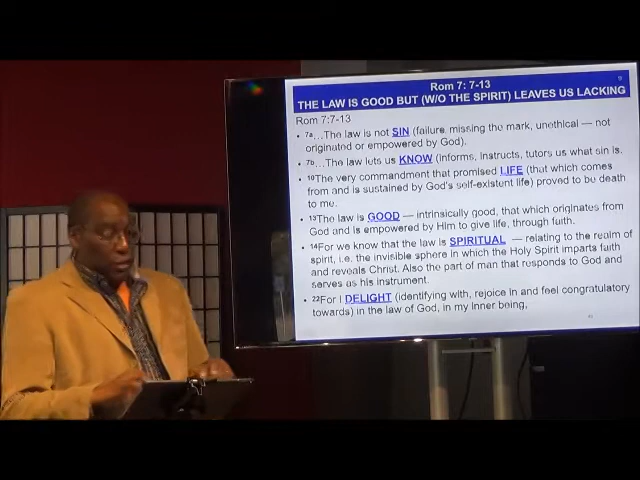 Rom 7: 7-13
THE LAW IS GOOD BUT (W/O THE SPIRIT) LEAVES US LACKING
Rom 7:7-13
• 7a…The law is not SIN (failure, missing the mark, unethical — not
originated or empowered by God).
• 7b…The law lets us KNOW (informs, instructs, tutors us what sin is.
• 10The very commandment that promised LIFE (that which comes
from and is sustained by God's self-existent life) proved to be death
to me.
• 13The law is GOOD — intrinsically good, that which originates from
God and is empowered by Him to give life, through faith.
• 14For we know that the law is SPIRITUAL — relating to the realm of
spirit, i.e. the invisible sphere in which the Holy Spirit imparts faith
and reveals Christ. Also the part of man that responds to God and
serves as his instrument.
• 22For I DELIGHT (identifying with, rejoice in and feel congratulatory
towards) in the law of God, in my inner being,